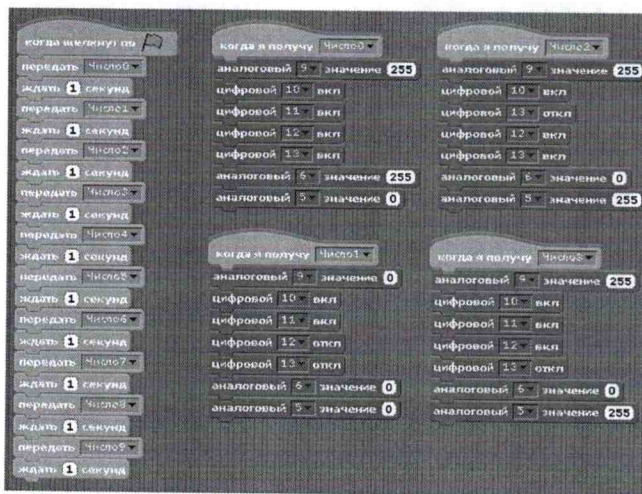 когда щелкнут по
передать Число0
ждать 1 секунд
передать Число1
ждать 1 секунд
передать Число2
ждать 1 секунд
передать Число3
ждать 1 секунд
передать Число4
ждать 1 секунд
передать Число5
ждать 1 секунд
передать Число6
ждать 1 секунд
передать Число7
ждать 1 секунд
передать Число8
ждать 1 секунд
передать Число9
ждать 1 секунд
когда я получу Число0
аналоговый 9 значение 255
цифровой 10 вкл
цифровой 11 вкл
цифровой 12 вкл
цифровой 13 вкл
аналоговый 6 значение 255
аналоговый 5 значение 0
когда я получу Число1
аналоговый 9 значение 0
цифровой 10 вкл
цифровой 11 вкл
цифровой 12 откл
цифровой 13 откл
аналоговый 6 значение 0
аналоговый 5 значение 0
когда я получу Число2
аналоговый 9 значение 255
цифровой 10 вкл
цифровой 13 откл
цифровой 12 вкл
цифровой 13 вкл
аналоговый 6 значение 0
аналоговый 5 значение 255
когда я получу Число3
аналоговый 9 значение 255
цифровой 10 вкл
цифровой 11 вкл
цифровой 12 вкл
цифровой 13 откл
аналоговый 6 значение 0
аналоговый 5 значение 255